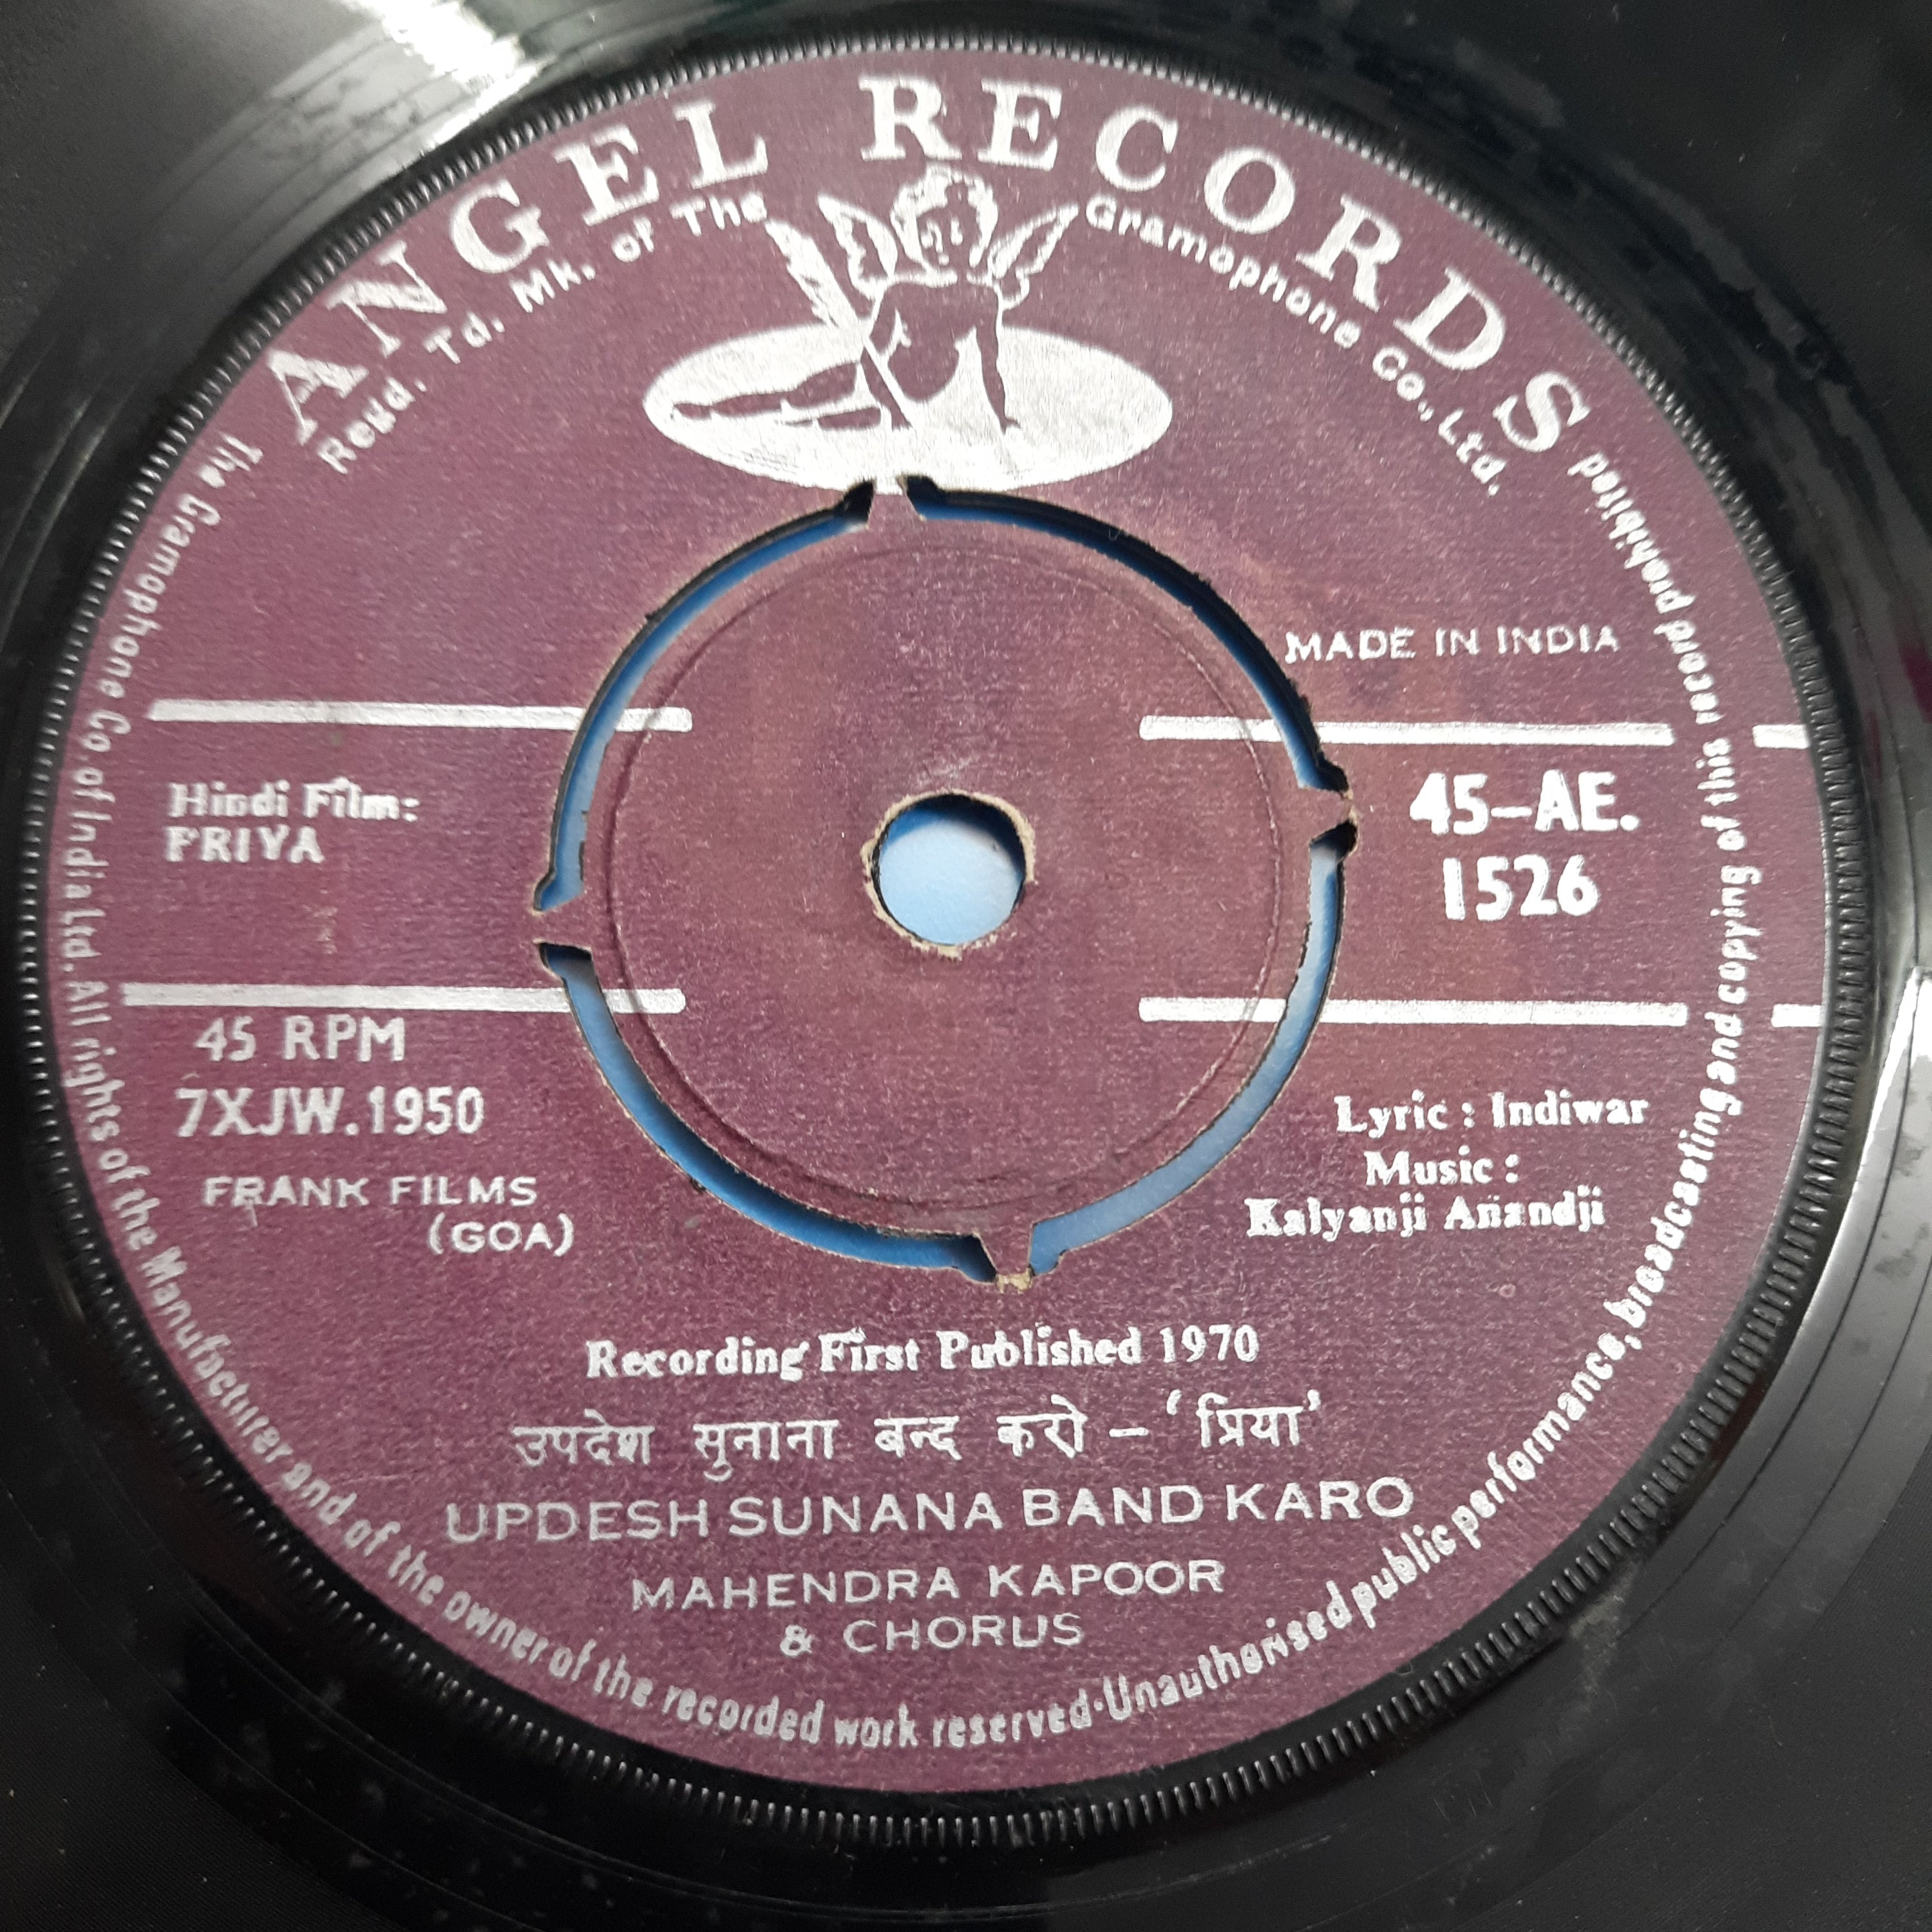 ANGEL RECORDS
Regd. Td. Mk. of The Gramophone Co., Ltd.
MADE IN INDIA
Hindi Film:
PRIYA
45-AE.
1526
45 RPM
7XJW.1950
FRANK FILMS
(GOA)
Lyric : Indiwar
Music :
Kalyanji Anandji
Recording First Published 1970
उपदेश सुनाना बन्द करो - 'प्रिया'
UPDESH SUNANA BAND KARO
MAHENDRA KAPOOR
& CHORUS
The Gramophone Co. of India Ltd. All rights of the Manufacturer and of the owner of the recorded work reserved · Unauthorised public performance, broadcasting and copying of this record prohibited